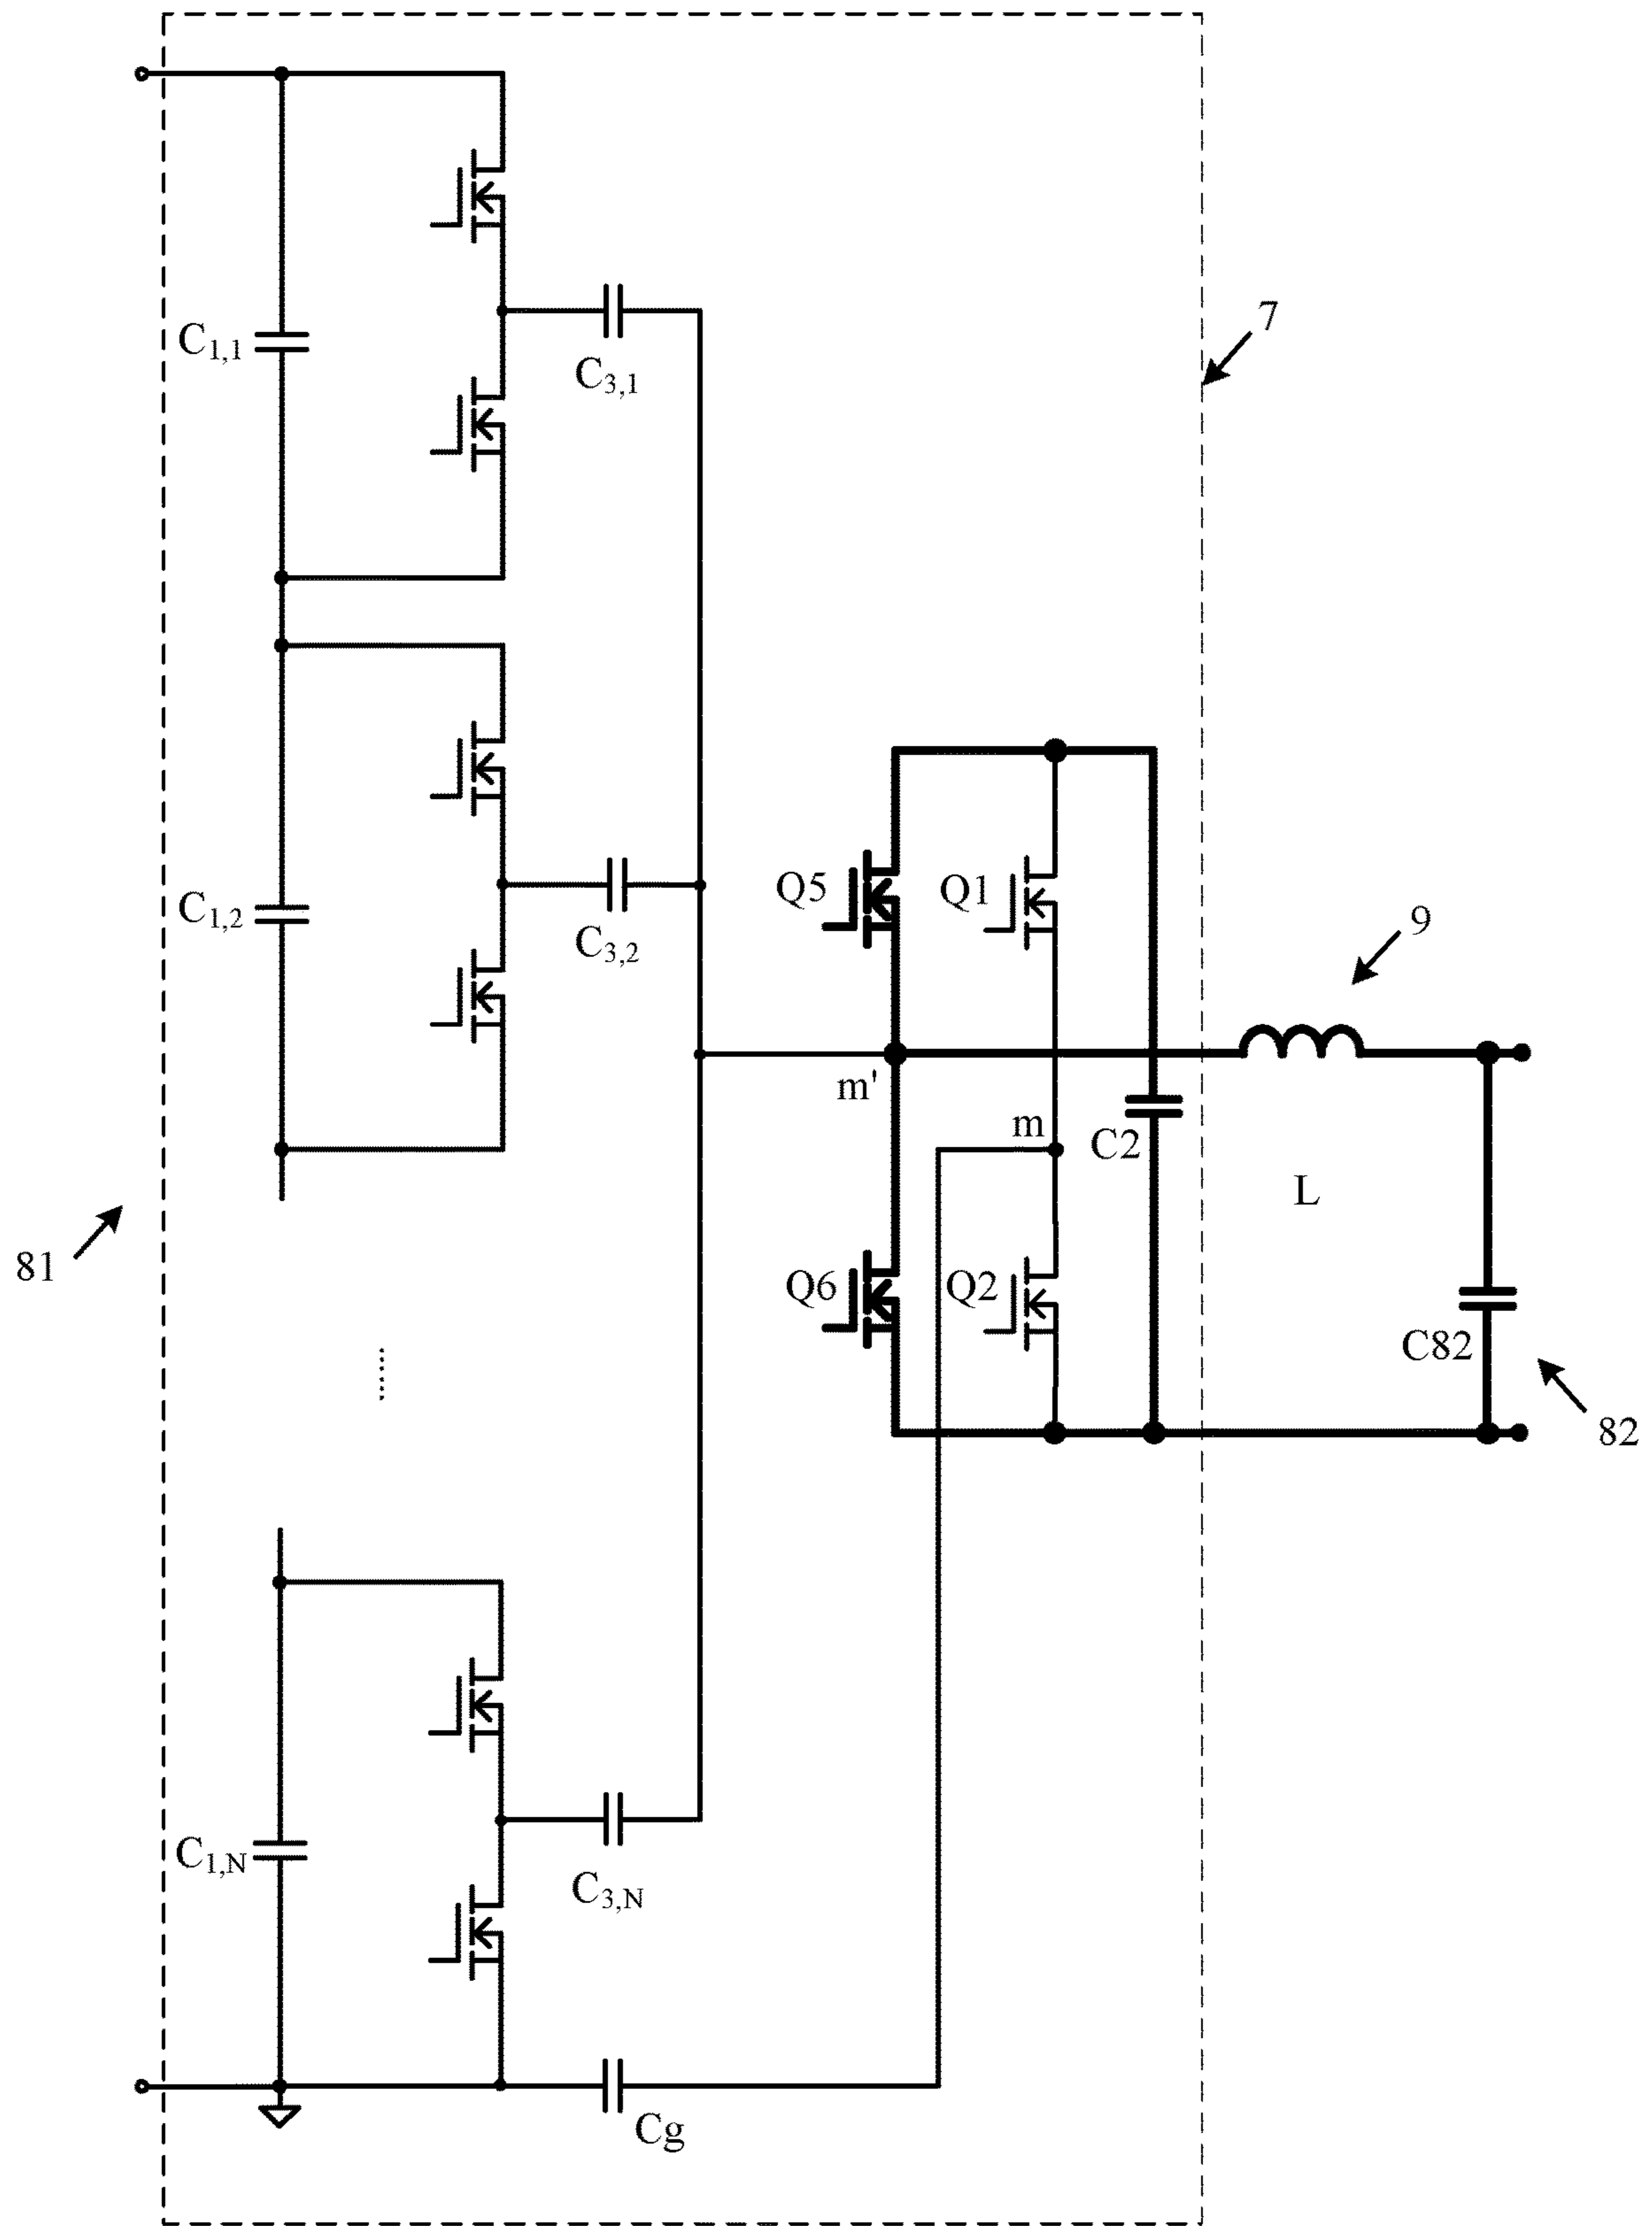 7
C1,1
C3,1
Q5
Q1
C1,2
9
C3,2
m'
m
C2
L
81
Q6
Q2
C82
82
......
C1,N
C3,N
Cg